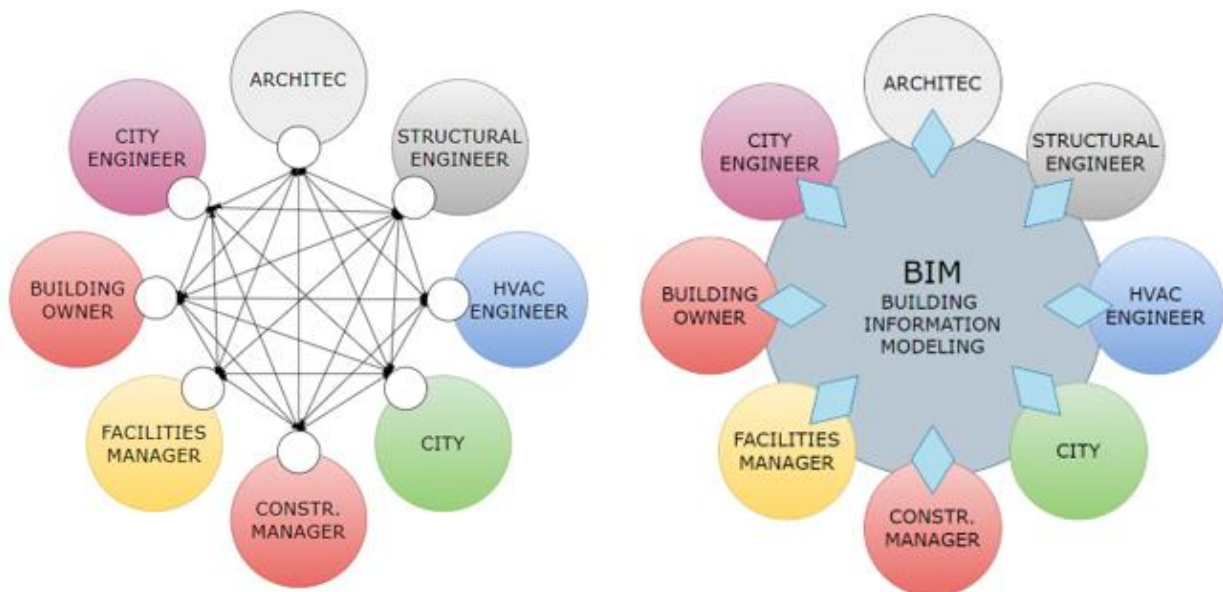 ARCHITEC
CITY
ENGINEER
STRUCTURAL
ENGINEER
BUILDING
OWNER
HVAC
ENGINEER
FACILITIES
MANAGER
CITY
CONSTR.
MANAGER
ARCHITEC
CITY
ENGINEER
STRUCTURAL
ENGINEER
BUILDING
OWNER
BIM
BUILDING
INFORMATION
MODELING
HVAC
ENGINEER
FACILITIES
MANAGER
CITY
CONSTR.
MANAGER